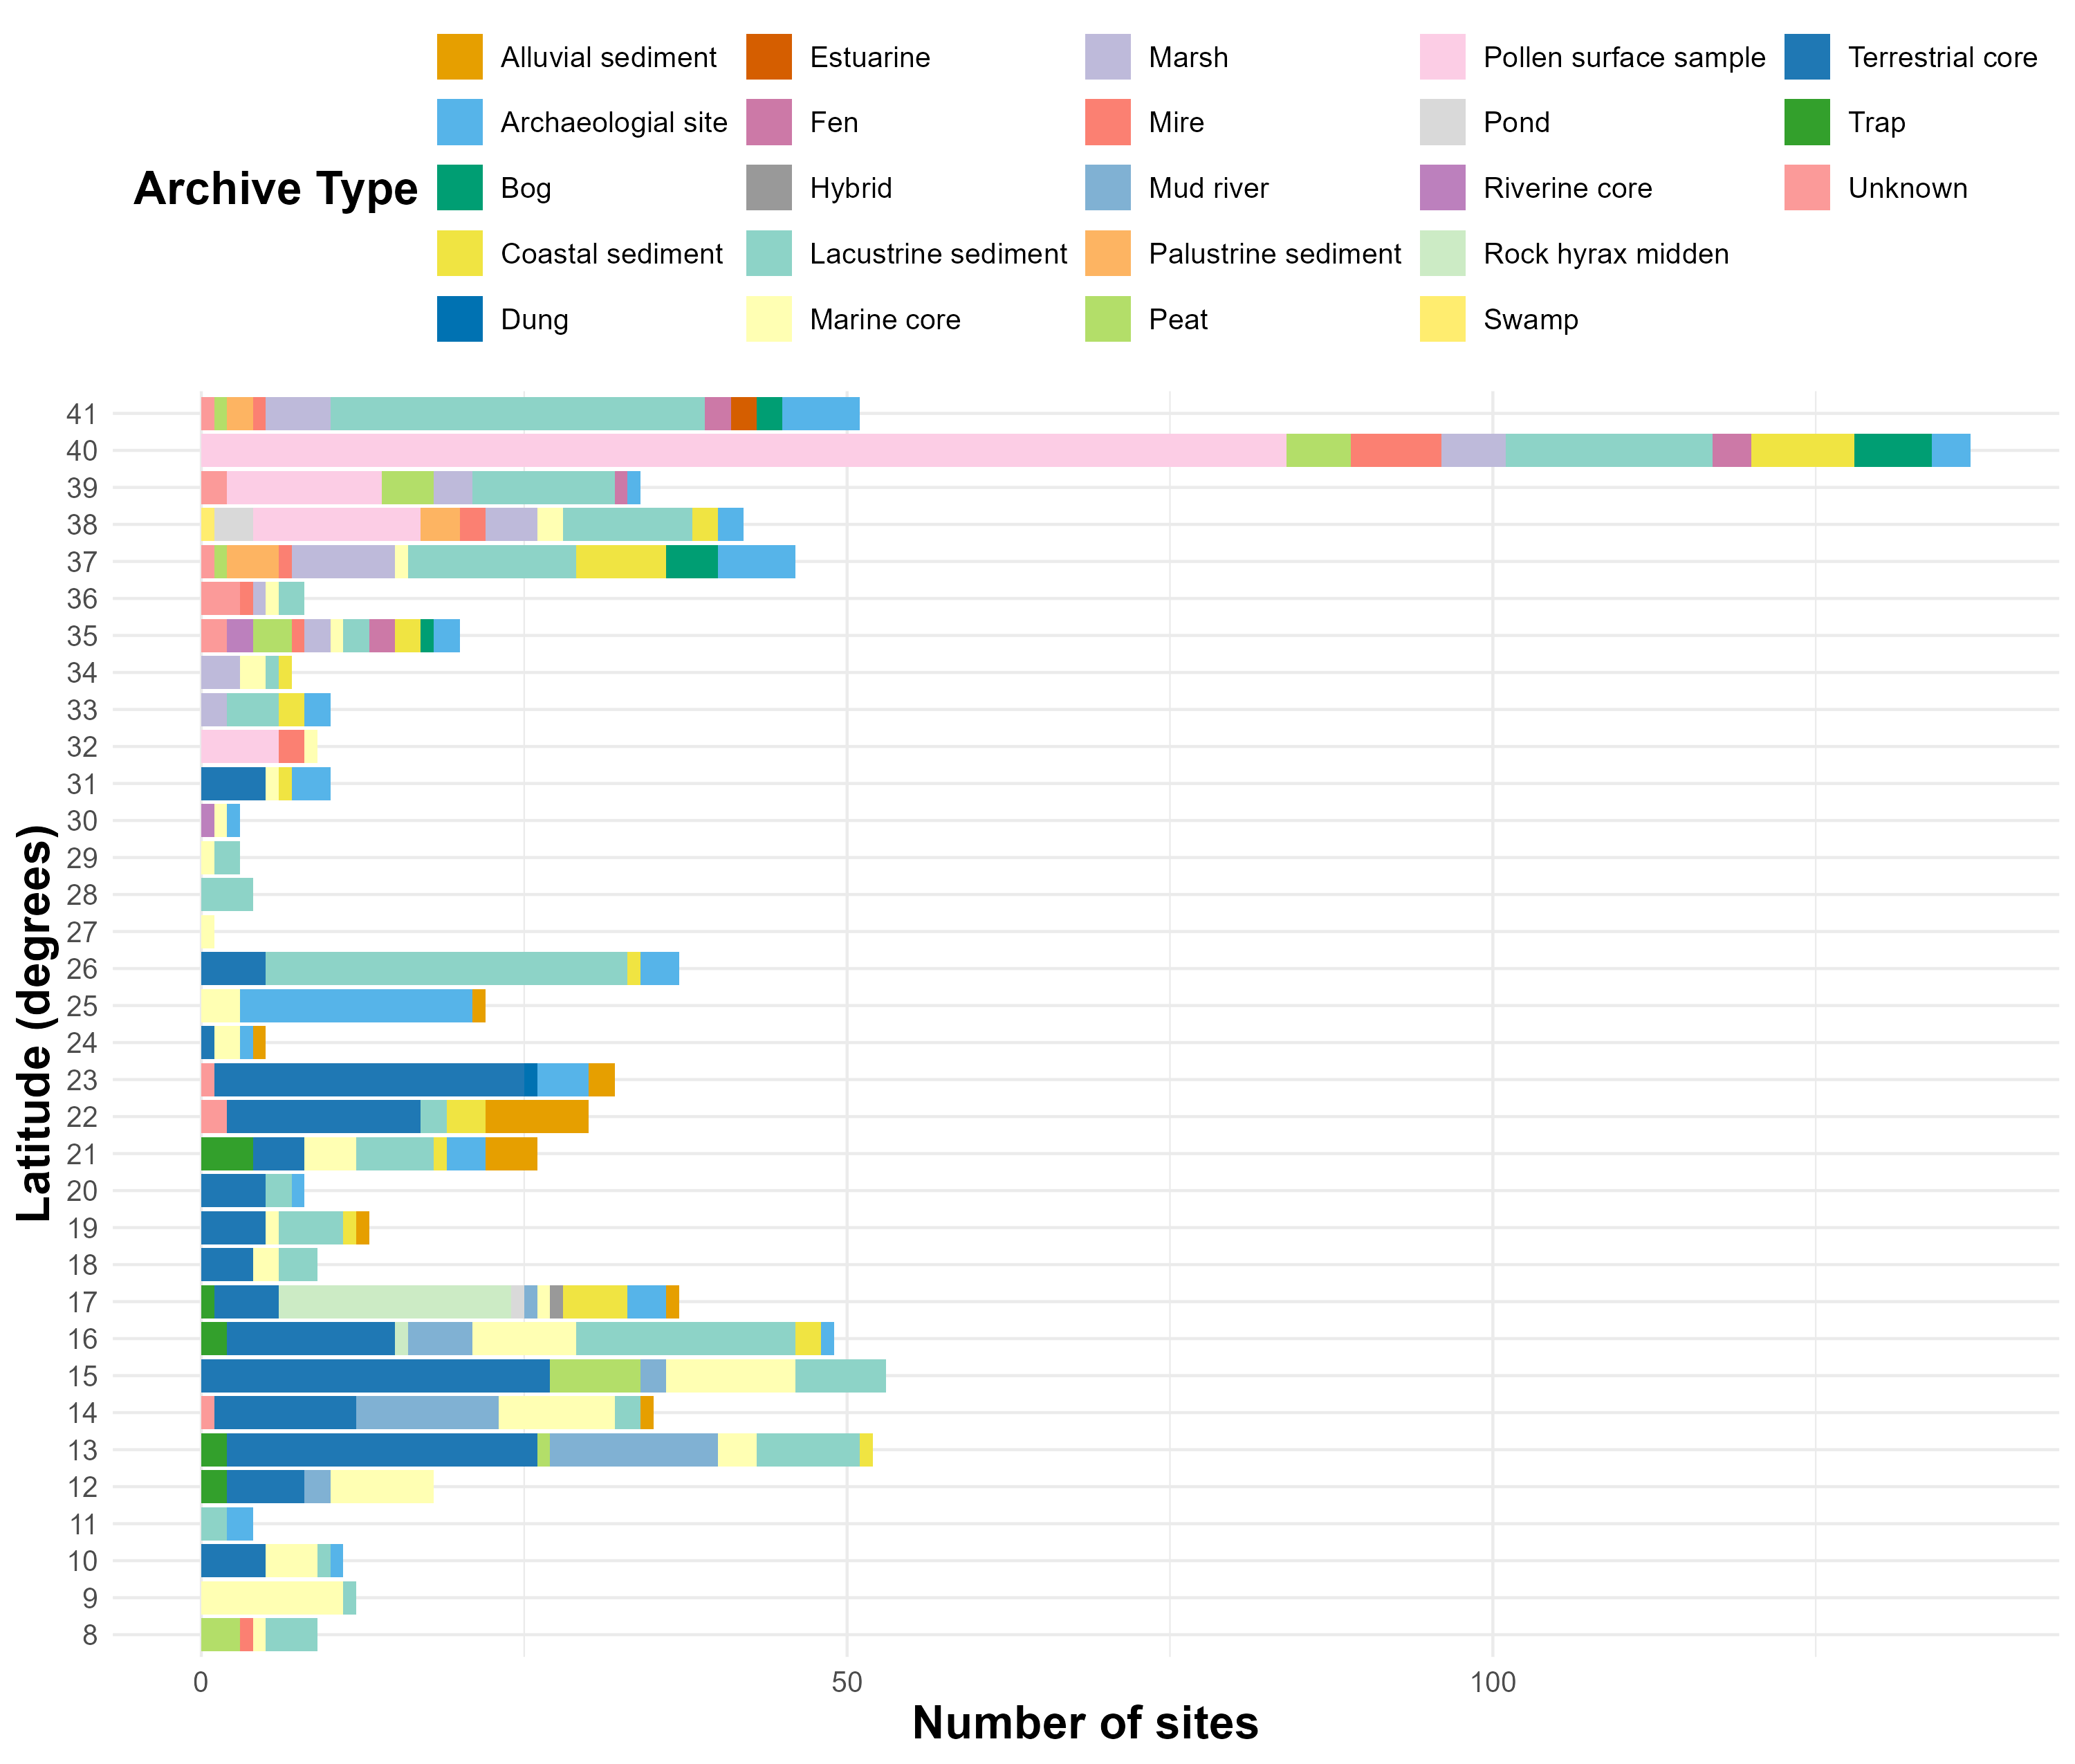 Archive Type
Alluvial sediment
Archaeologial site
Bog
Coastal sediment
Dung
Estuarine
Fen
Hybrid
Lacustrine sediment
Marine core
Marsh
Mire
Mud river
Palustrine sediment
Peat
Pollen surface sample
Pond
Riverine core
Rock hyrax midden
Swamp
Terrestrial core
Trap
Unknown
Latitude (degrees)
41
40
39
38
37
36
35
34
33
32
31
30
29
28
27
26
25
24
23
22
21
20
19
18
17
16
15
14
13
12
11
10
9
8
0 50 100
Number of sites